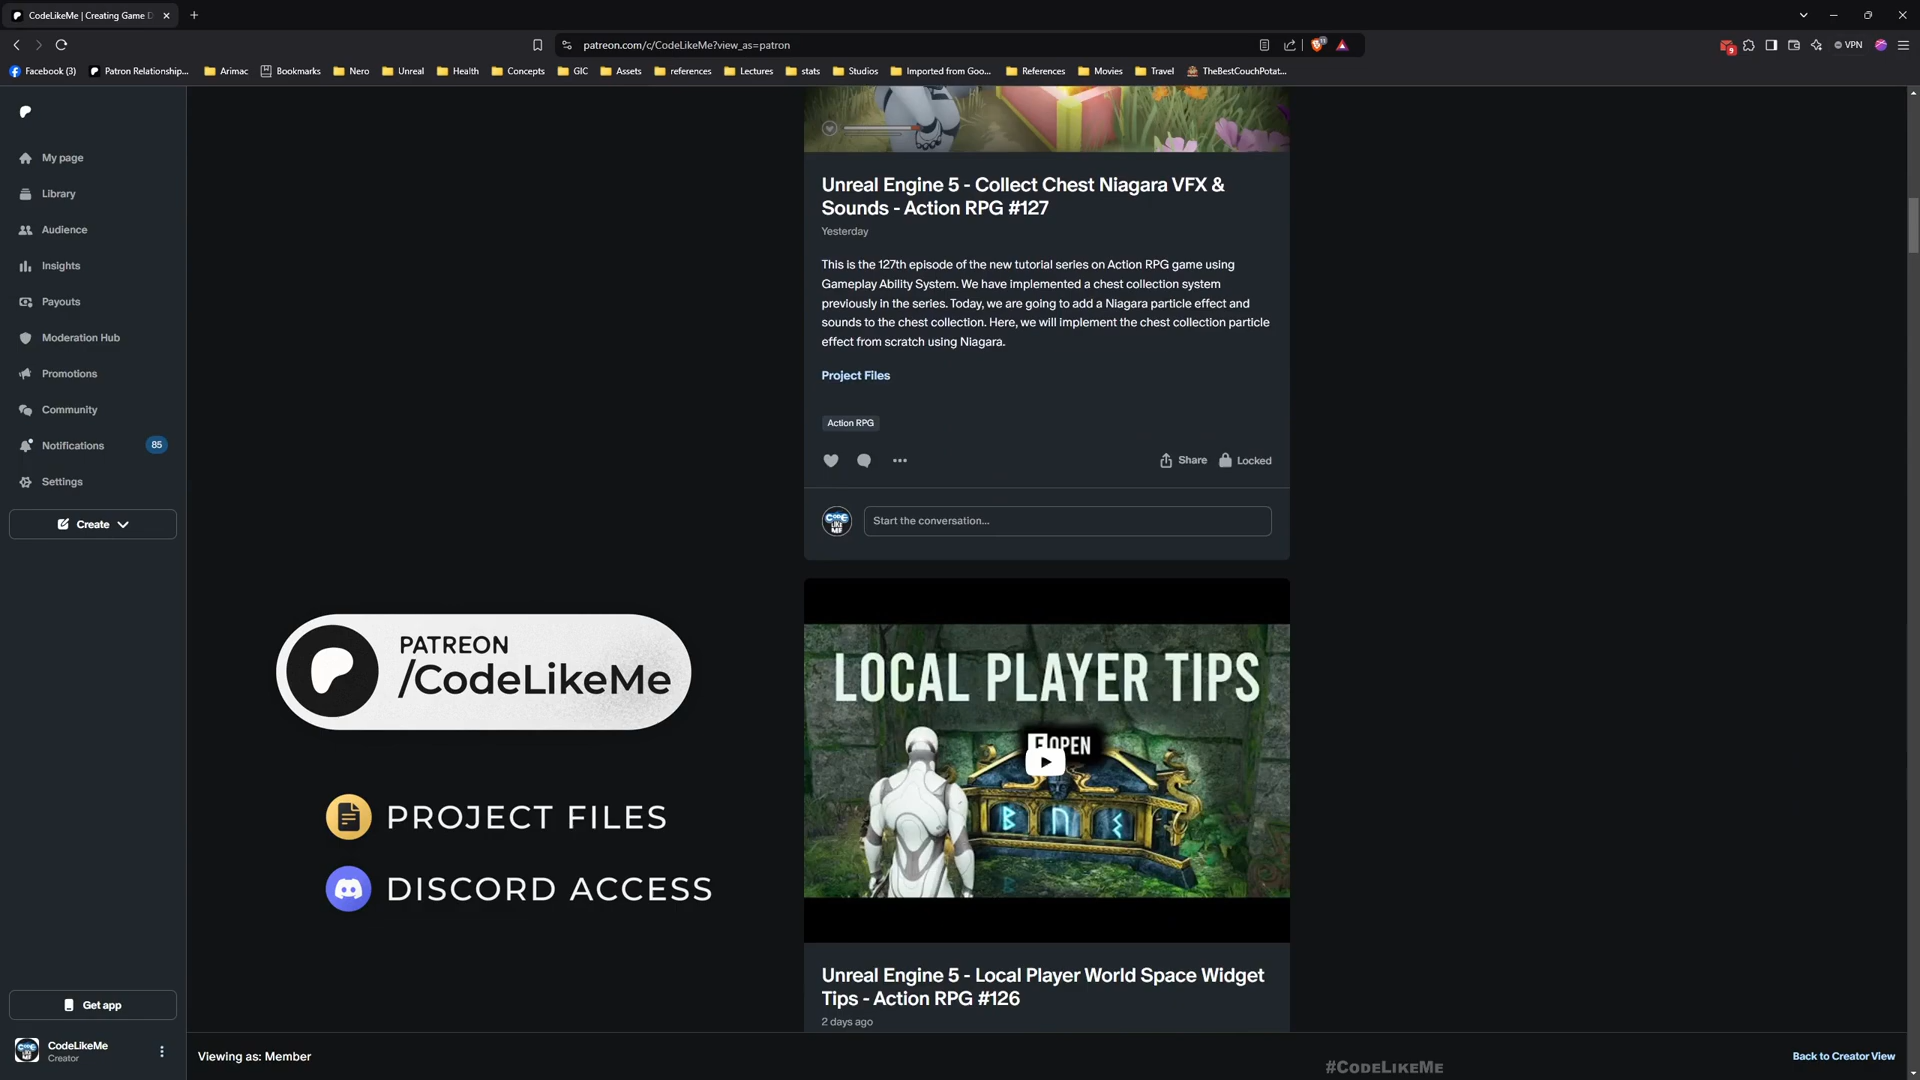 CodeLikeMe | Creating Game D
patreon.com/c/CodeLikeMe?view_as=patron
VPN
Facebook (3)
Patron Relationship...
Arimac
Bookmarks
Nero
Unreal
Health
Concepts
GIC
Assets
references
Lectures
stats
Studios
Imported from Goo...
References
Movies
Travel
TheBestCouchPotat...
My page
Library
Audience
Insights
Payouts
Moderation Hub
Promotions
Community
Notifications 85
Settings
Create
Get app
CodeLikeMe
Creator
Unreal Engine 5 - Collect Chest Niagara VFX &
Sounds - Action RPG #127
Yesterday
This is the 127th episode of the new tutorial series on Action RPG game using
Gameplay Ability System. We have implemented a chest collection system
previously in the series. Today, we are going to add a Niagara particle effect and
sounds to the chest collection. Here, we will implement the chest collection particle
effect from scratch using Niagara.
Project Files
Action RPG
Share
Locked
CODE
LIKE
ME
Start the conversation...
PATREON
/CodeLikeMe
PROJECT FILES
DISCORD ACCESS
LOCAL PLAYER TIPS
E OPEN
Unreal Engine 5 - Local Player World Space Widget
Tips - Action RPG #126
2 days ago
Viewing as: Member
#CodeLikeMe
Back to Creator View